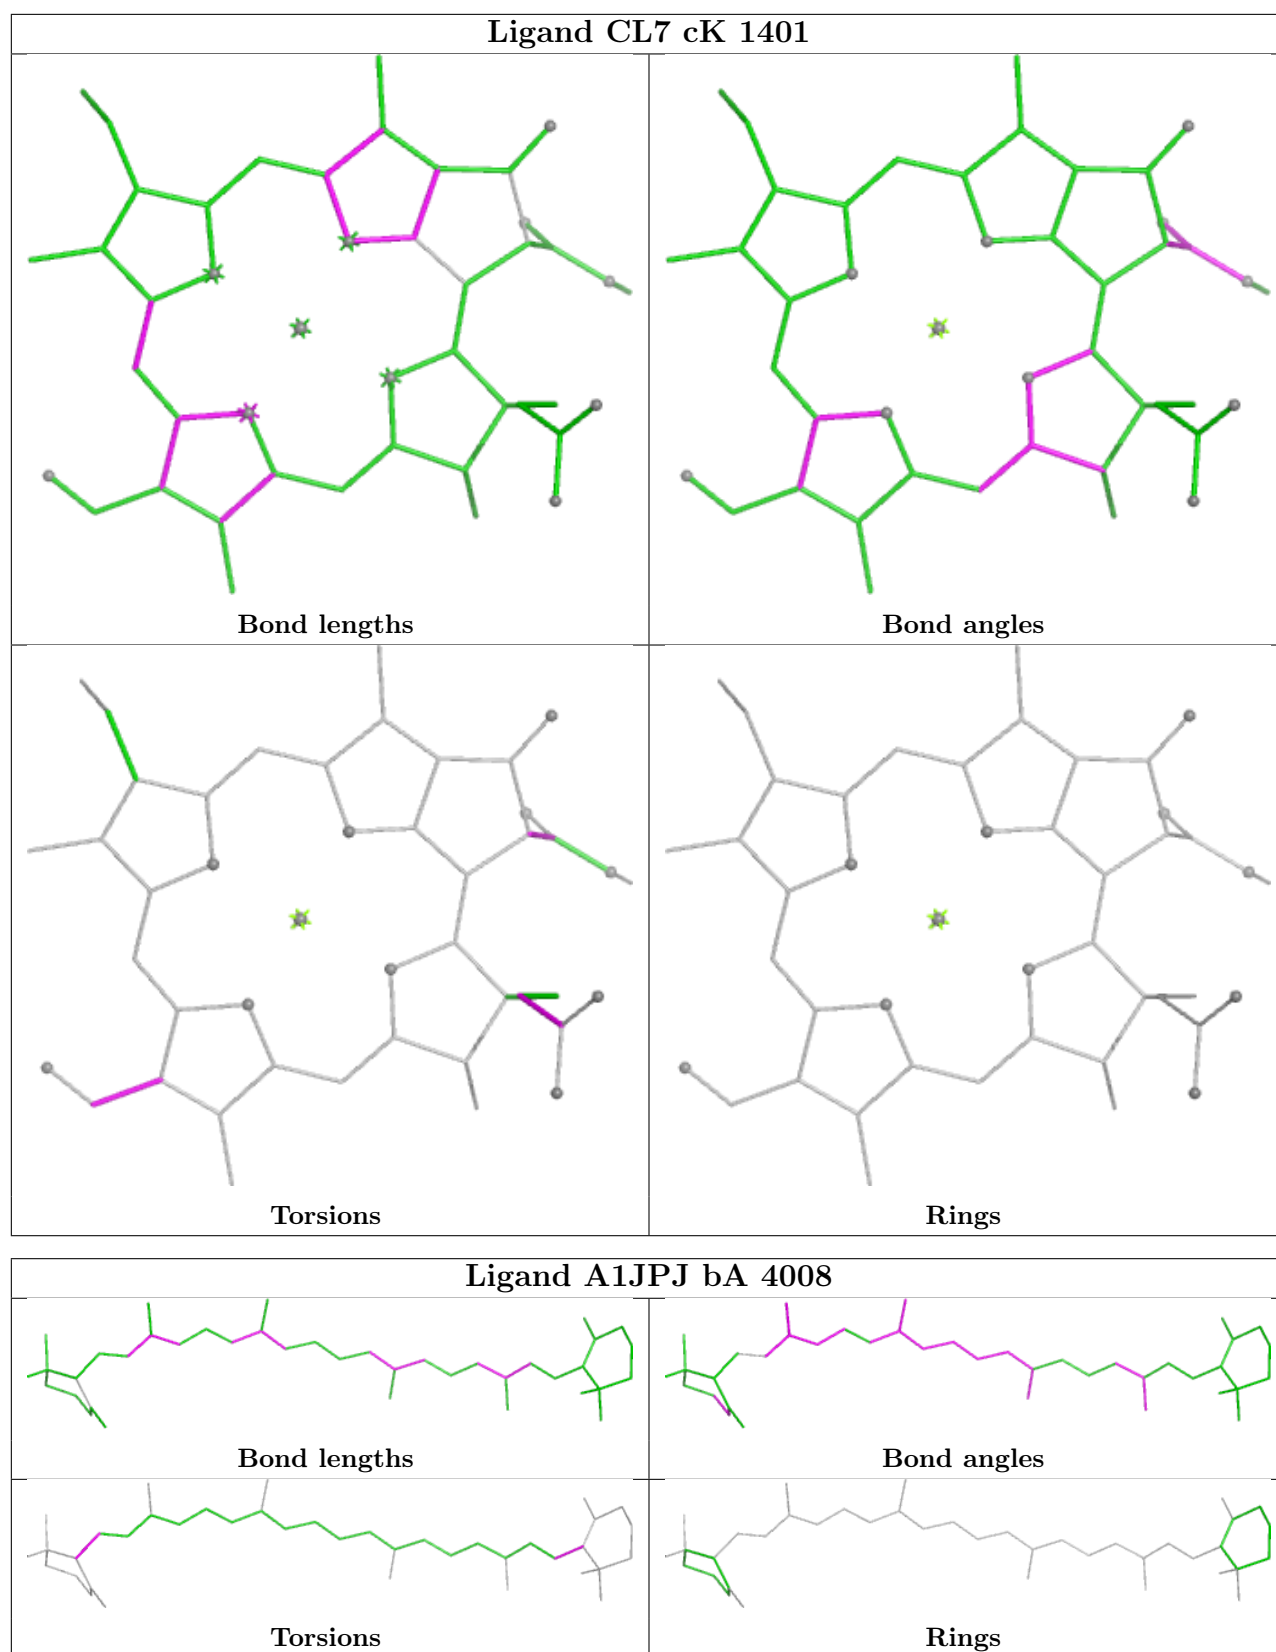 Ligand CL7 cK 1401
Bond lengths
Bond angles
Torsions
Rings
Ligand A1JPJ bA 4008
Bond lengths
Bond angles
Torsions
Rings